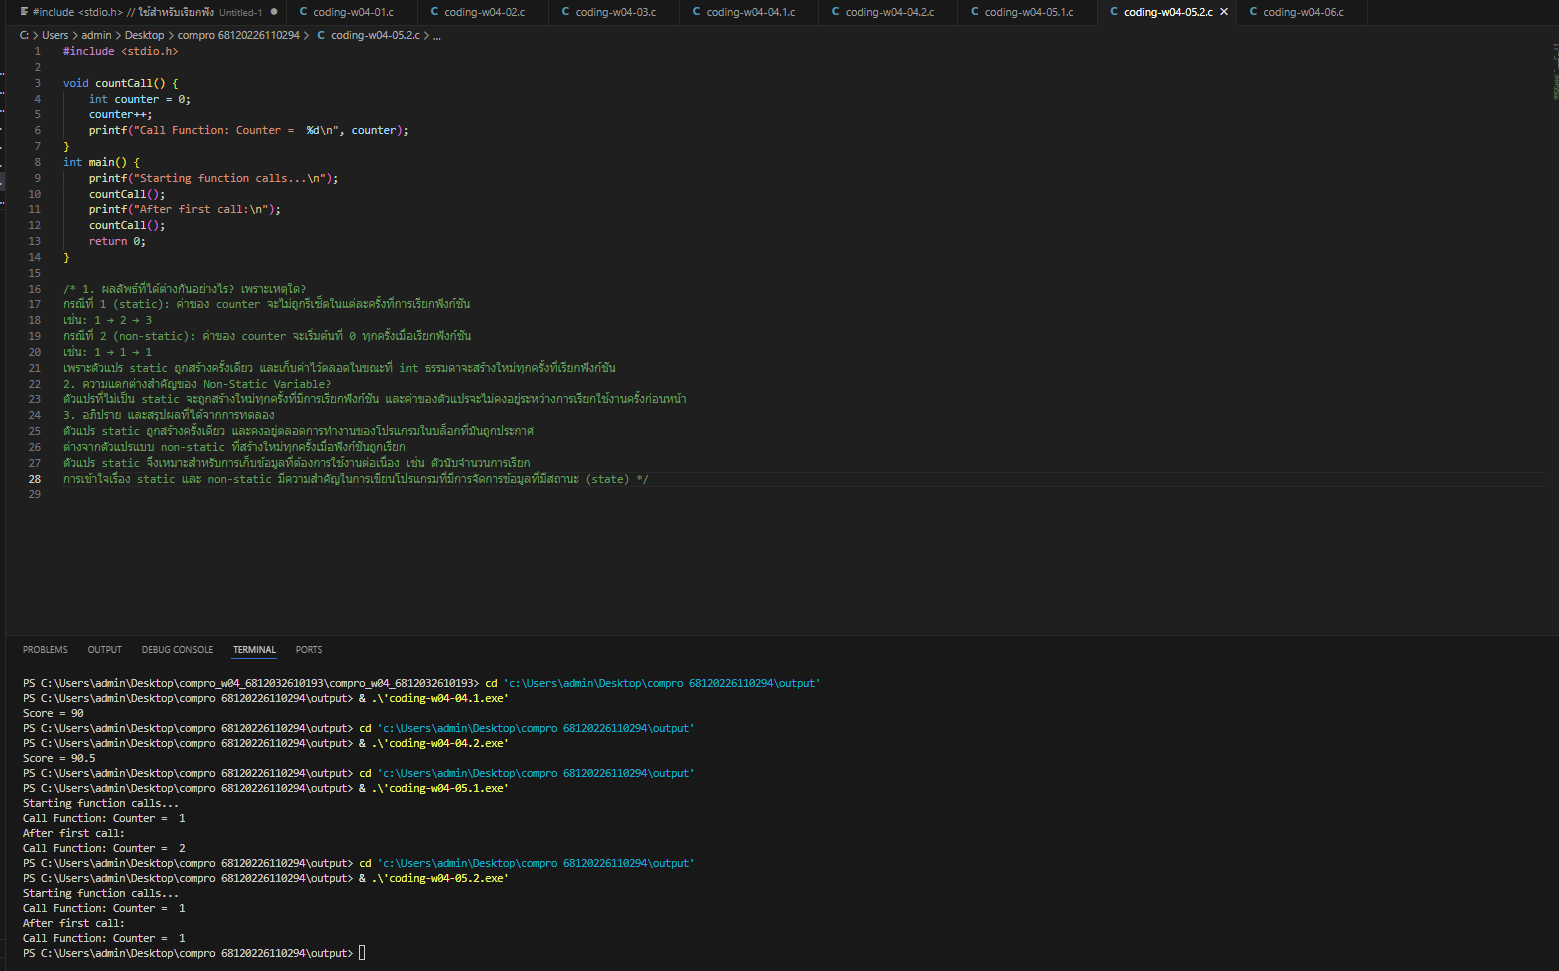 #include <stdio.h> // ใช้สำหรับเรียกฟัง Untitled-1 ● C coding-w04-01.c C coding-w04-02.c C coding-w04-03.c C coding-w04-04.1.c C coding-w04-04.2.c C coding-w04-05.1.c C coding-w04-05.2.c × C coding-w04-06.c
C: > Users > admin > Desktop > compro 68120226110294 > C coding-w04-05.2.c > ...
1 #include <stdio.h>
2
3 void countCall() {
4 int counter = 0;
5 counter++;
6 printf("Call Function: Counter =  %d\n", counter);
7 }
8 int main() {
9 printf("Starting function calls...\n");
10 countCall();
11 printf("After first call:\n");
12 countCall();
13 return 0;
14 }
15
16 /* 1. ผลลัพธ์ที่ได้ต่างกันอย่างไร? เพราะเหตุใด?
17 กรณีที่ 1 (static): ค่าของ counter จะไม่ถูกรีเซ็ตในแต่ละครั้งที่การเรียกฟังก์ชัน
18 เช่น: 1 → 2 → 3
19 กรณีที่ 2 (non-static): ค่าของ counter จะเริ่มต้นที่ 0 ทุกครั้งเมื่อเรียกฟังก์ชัน
20 เช่น: 1 → 1 → 1
21 เพราะตัวแปร static ถูกสร้างครั้งเดียว และเก็บค่าไว้ตลอดในขณะที่ int ธรรมดาจะสร้างใหม่ทุกครั้งที่เรียกฟังก์ชัน
22 2. ความแตกต่างสำคัญของ Non-Static Variable?
23 ตัวแปรที่ไม่เป็น static จะถูกสร้างใหม่ทุกครั้งที่มีการเรียกฟังก์ชัน และค่าของตัวแปรจะไม่คงอยู่ระหว่างการเรียกใช้งานครั้งก่อนหน้า
24 3. อภิปราย และสรุปผลที่ได้จากการทดลอง
25 ตัวแปร static ถูกสร้างครั้งเดียว และคงอยู่ตลอดการทำงานของโปรแกรมในบล็อกที่มันถูกประกาศ
26 ต่างจากตัวแปรแบบ non-static ที่สร้างใหม่ทุกครั้งเมื่อฟังก์ชันถูกเรียก
27 ตัวแปร static จึงเหมาะสำหรับการเก็บข้อมูลที่ต้องการใช้งานต่อเนื่อง เช่น ตัวนับจำนวนการเรียก
28 การเข้าใจเรื่อง static และ non-static มีความสำคัญในการเขียนโปรแกรมที่มีการจัดการข้อมูลที่มีสถานะ (state) */
29
PROBLEMS OUTPUT DEBUG CONSOLE TERMINAL PORTS
PS C:\Users\admin\Desktop\compro_w04_6812032610193\compro_w04_6812032610193> cd 'c:\Users\admin\Desktop\compro 68120226110294\output'
PS C:\Users\admin\Desktop\compro 68120226110294\output> & .\'coding-w04-04.1.exe'
Score = 90
PS C:\Users\admin\Desktop\compro 68120226110294\output> cd 'c:\Users\admin\Desktop\compro 68120226110294\output'
PS C:\Users\admin\Desktop\compro 68120226110294\output> & .\'coding-w04-04.2.exe'
Score = 90.5
PS C:\Users\admin\Desktop\compro 68120226110294\output> cd 'c:\Users\admin\Desktop\compro 68120226110294\output'
PS C:\Users\admin\Desktop\compro 68120226110294\output> & .\'coding-w04-05.1.exe'
Starting function calls...
Call Function: Counter =  1
After first call:
Call Function: Counter =  2
PS C:\Users\admin\Desktop\compro 68120226110294\output> cd 'c:\Users\admin\Desktop\compro 68120226110294\output'
PS C:\Users\admin\Desktop\compro 68120226110294\output> & .\'coding-w04-05.2.exe'
Starting function calls...
Call Function: Counter =  1
After first call:
Call Function: Counter =  1
PS C:\Users\admin\Desktop\compro 68120226110294\output>